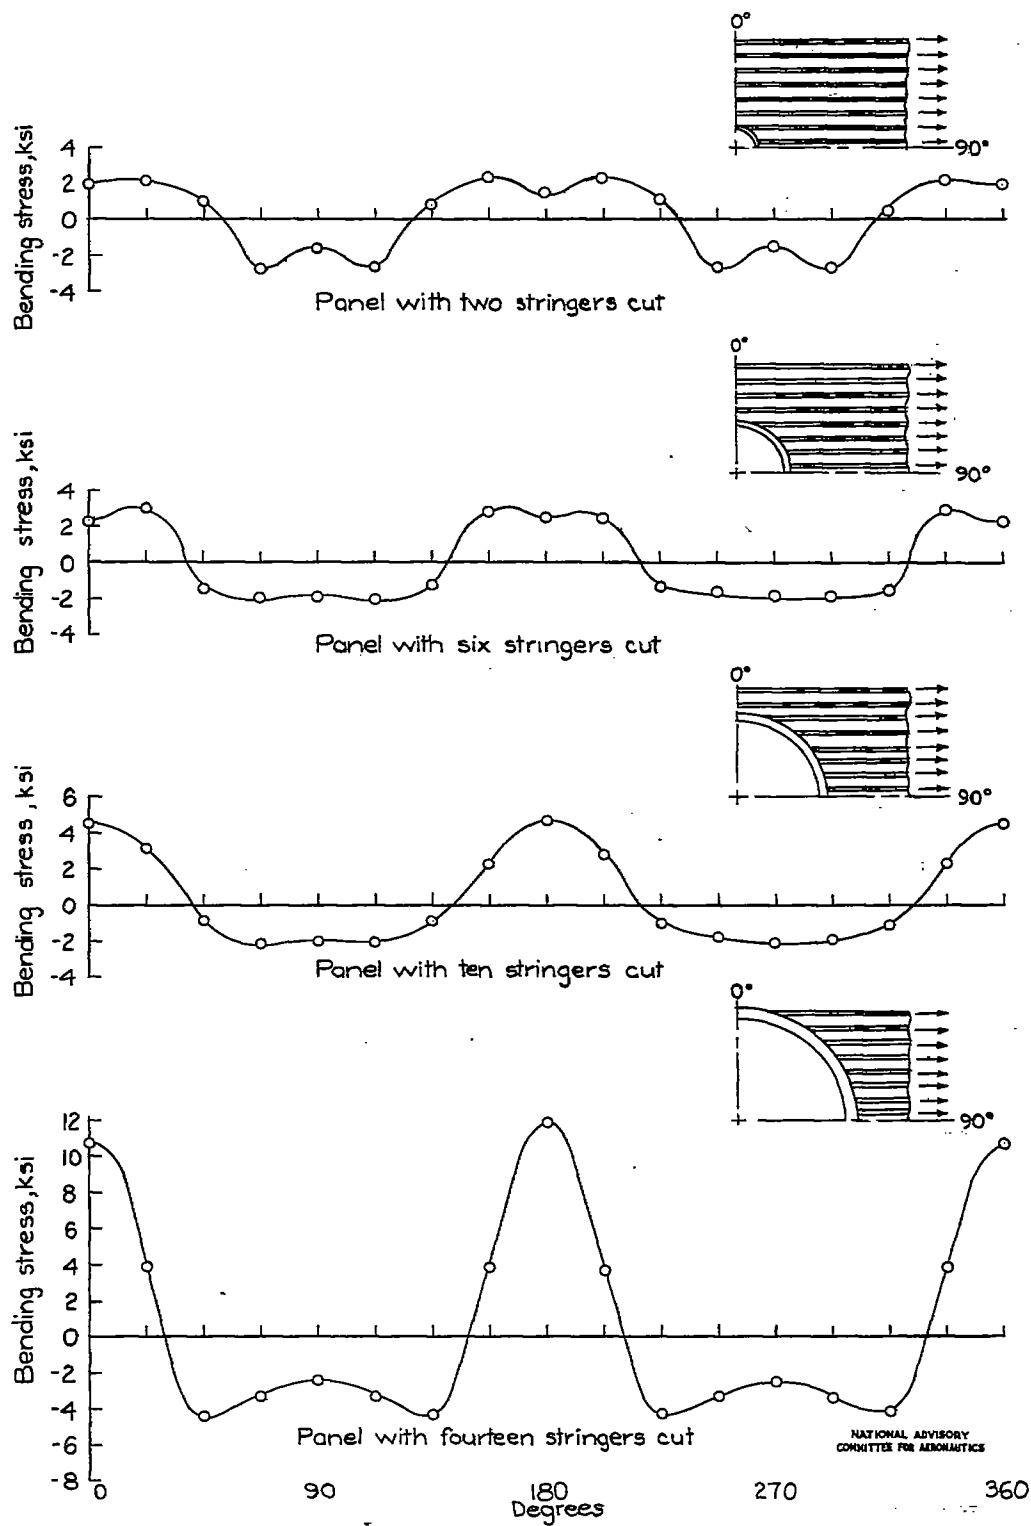 0°
90°
Bending stress, ksi
4
2
0
-2
-4
Panel with two stringers cut
0°
90°
Bending stress, ksi
4
2
0
-2
-4
Panel with six stringers cut
0°
90°
Bending stress, ksi
6
4
2
0
-2
-4
Panel with ten stringers cut
0°
90°
Bending stress, ksi
12
10
8
6
4
2
0
-2
-4
-6
-8
Panel with fourteen stringers cut
NATIONAL ADVISORY
COMMITTEE FOR AERONAUTICS
0 90 180 270 360
Degrees